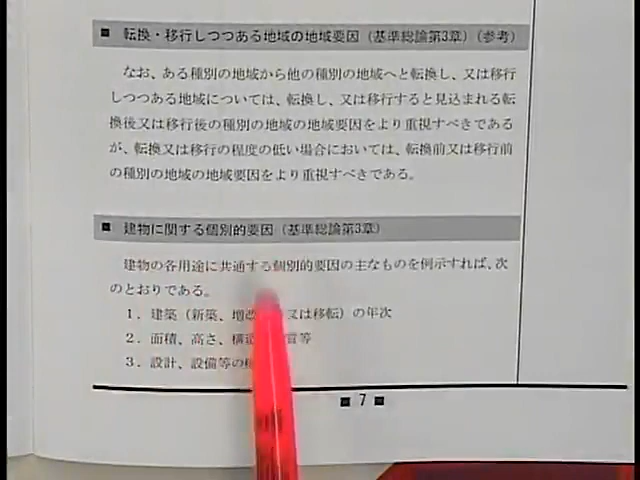 ■ 転換・移行しつつある地域の地域要因（基準総論第3章）（参考）
なお、ある種別の地域から他の種別の地域へと転換し、又は移行
しつつある地域については、転換し、又は移行すると見込まれる転
換後又は移行後の種別の地域の地域要因をより重視すべきである
が、転換又は移行の程度の低い場合においては、転換前又は移行前
の種別の地域の地域要因をより重視すべきである。
■ 建物に関する個別的要因（基準総論第3章）
建物の各用途に共通する個別的要因の主なものを例示すれば、次
のとおりである。
1．建築（新築、増改 又は移転）の年次
2．面積、高さ、構造 等
3．設計、設備等の
■ 7 ■